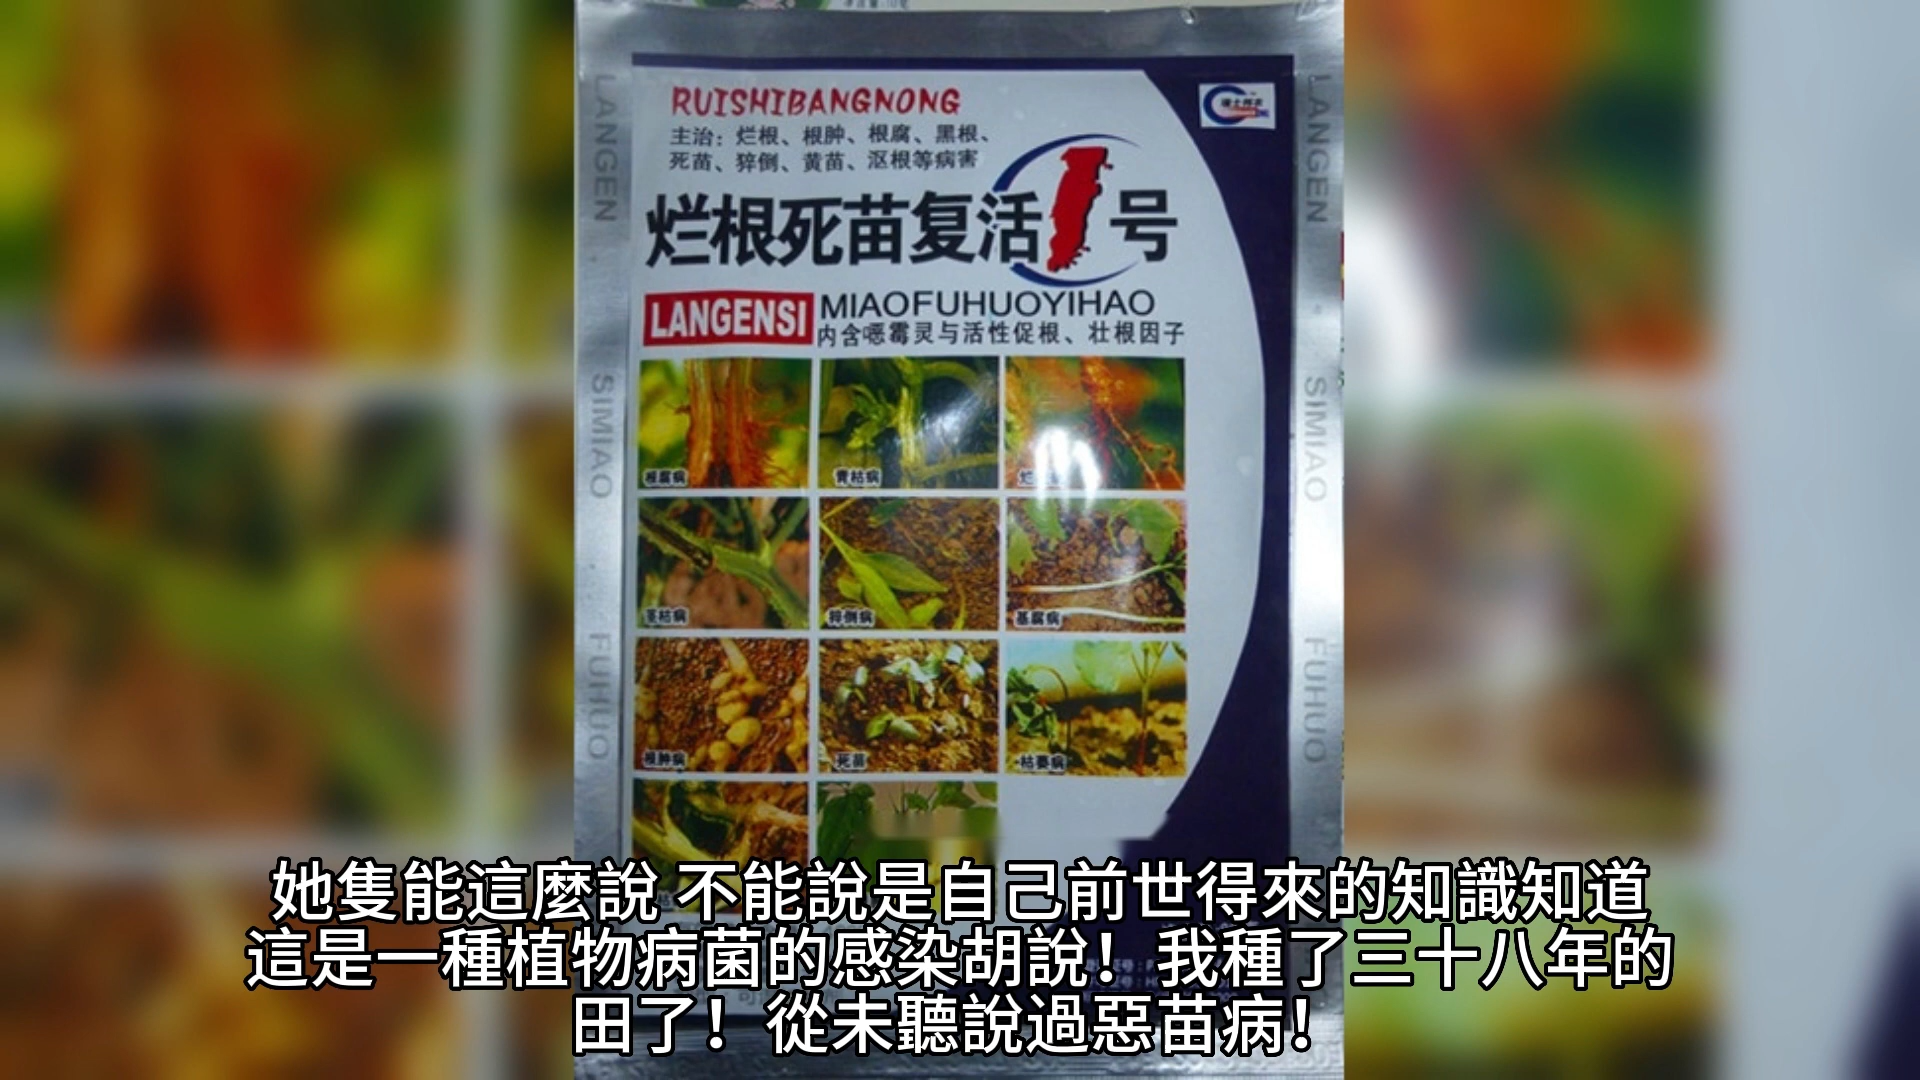 RUISHIBANGNONG
主治：烂根、根肿、根腐、黑根、
死苗、猝倒、黄苗、沤根等病害
烂根死苗复活1号
LANGENSI MIAOFUHUOYIHAO
内含噁霉灵与活性促根、壮根因子
LANGEN SIMIAO FUHUO
LANGEN SIMIAO FUHUO
根腐病
青枯病
茎枯病
猝倒病
基腐病
根肿病
死苗
枯萎病
她隻能這麼說 不能說是自己前世得來的知識知道
這是一種植物病菌的感染胡說！我種了三十八年的
田了！從未聽說過惡苗病！